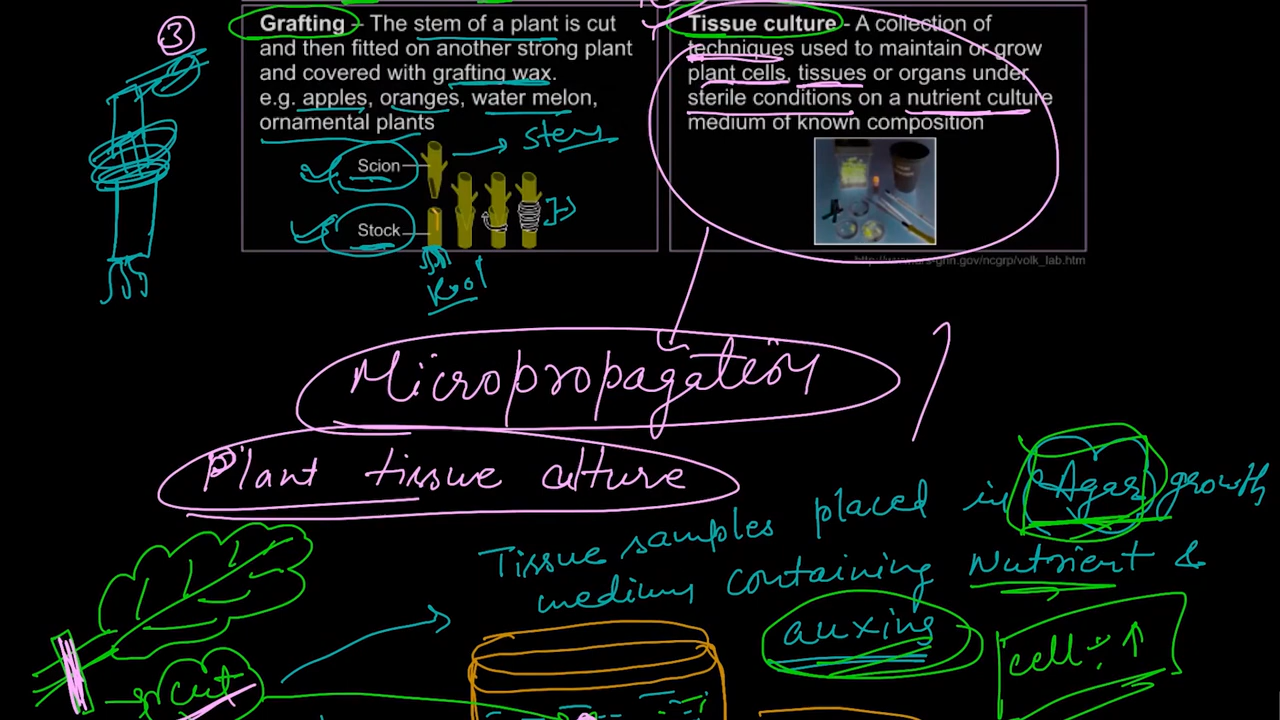 ③
Grafting - The stem of a plant is cut
and then fitted on another strong plant
and covered with grafting wax.
e.g. apples, oranges, water melon,
ornamental plants
Scion
stem
Stock
Root
Tissue culture - A collection of
techniques used to maintain or grow
plant cells, tissues or organs under
sterile conditions on a nutrient culture
medium of known composition
Micropropagation
Plant tissue culture
Tissue samples placed in Agar growth
medium containing Nutrient &
auxins
cell ÷ ↑
cut